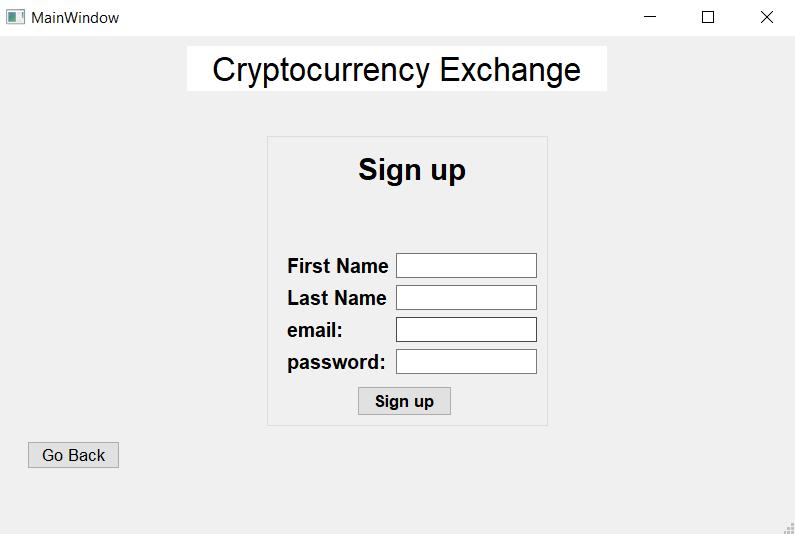 MainWindow
Cryptocurrency Exchange
Sign up
First Name
Last Name
email:
password:
Sign up
Go Back